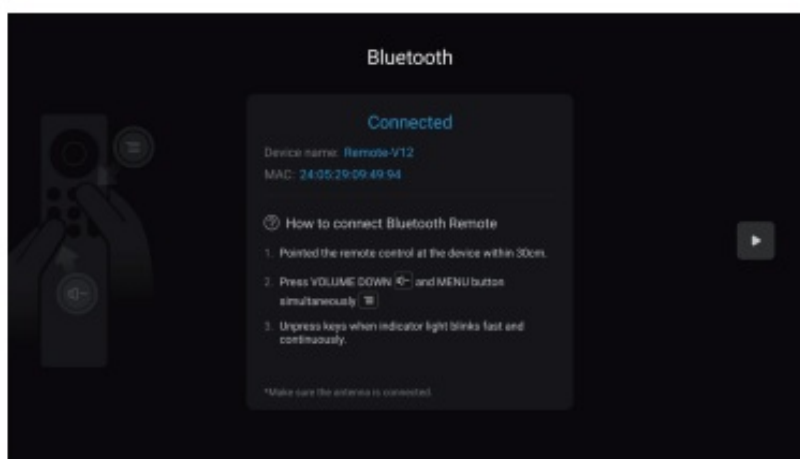 Bluetooth
Connected
Device name: Remote-V12
MAC: 24:05:29:09:49:94
How to connect Bluetooth Remote
1. Pointed the remote control at the device within 30cm.
2. Press VOLUME DOWN and MENU button
simultaneously
3. Unpress keys when indicator light blinks fast and
continuously.
*Make sure the antenna is connected.